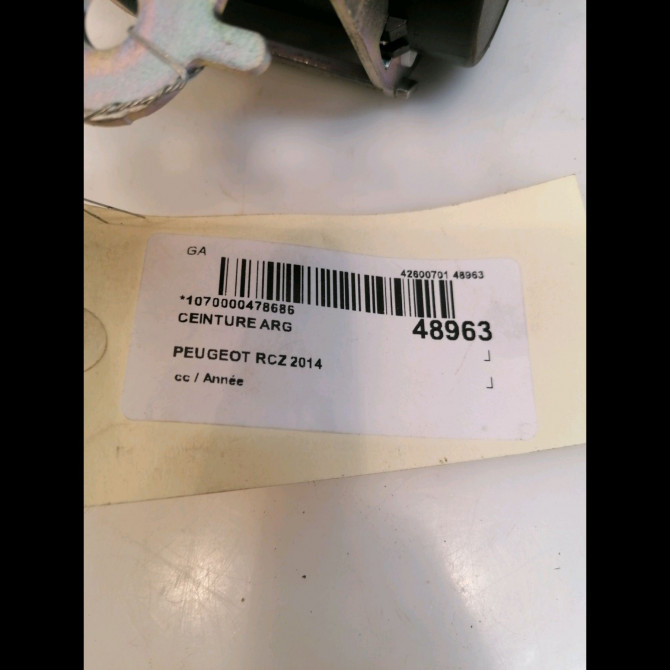 GA
42600701 48963
*1070000478686
CEINTURE ARG
48963
PEUGEOT RCZ 2014
cc / Année